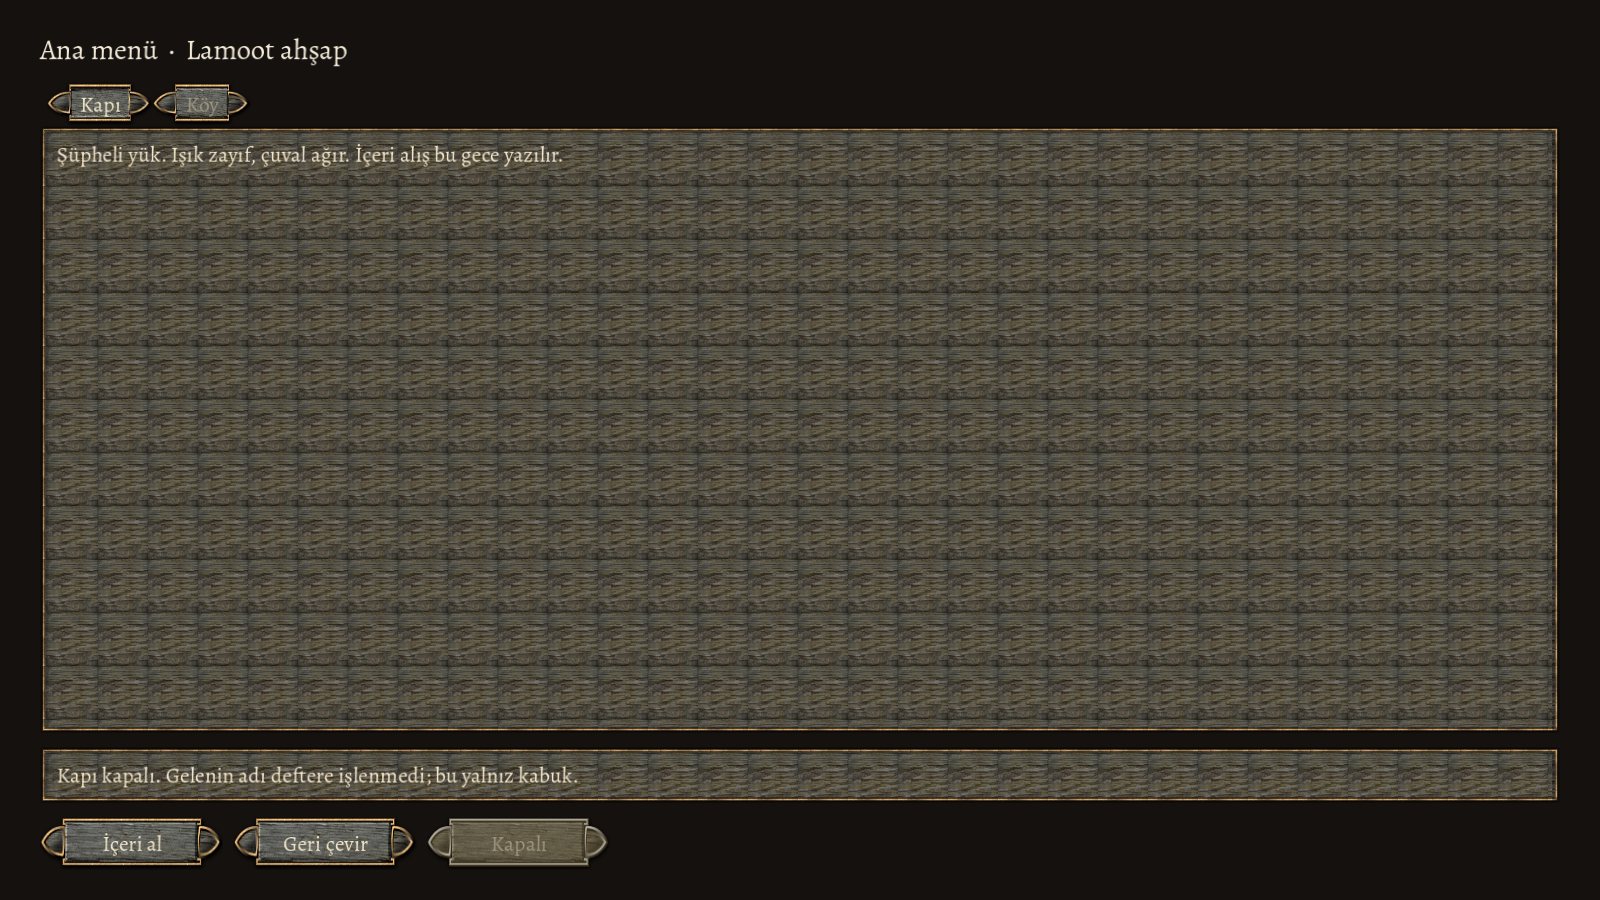 Ana menü · Lamoot ahşap
Kapı
Köy
Şüpheli yük. Işık zayıf, çuval ağır. İçeri alış bu gece yazılır.
Kapı kapalı. Gelenin adı deftere işlenmedi; bu yalnız kabuk.
İçeri al
Geri çevir
Kapalı